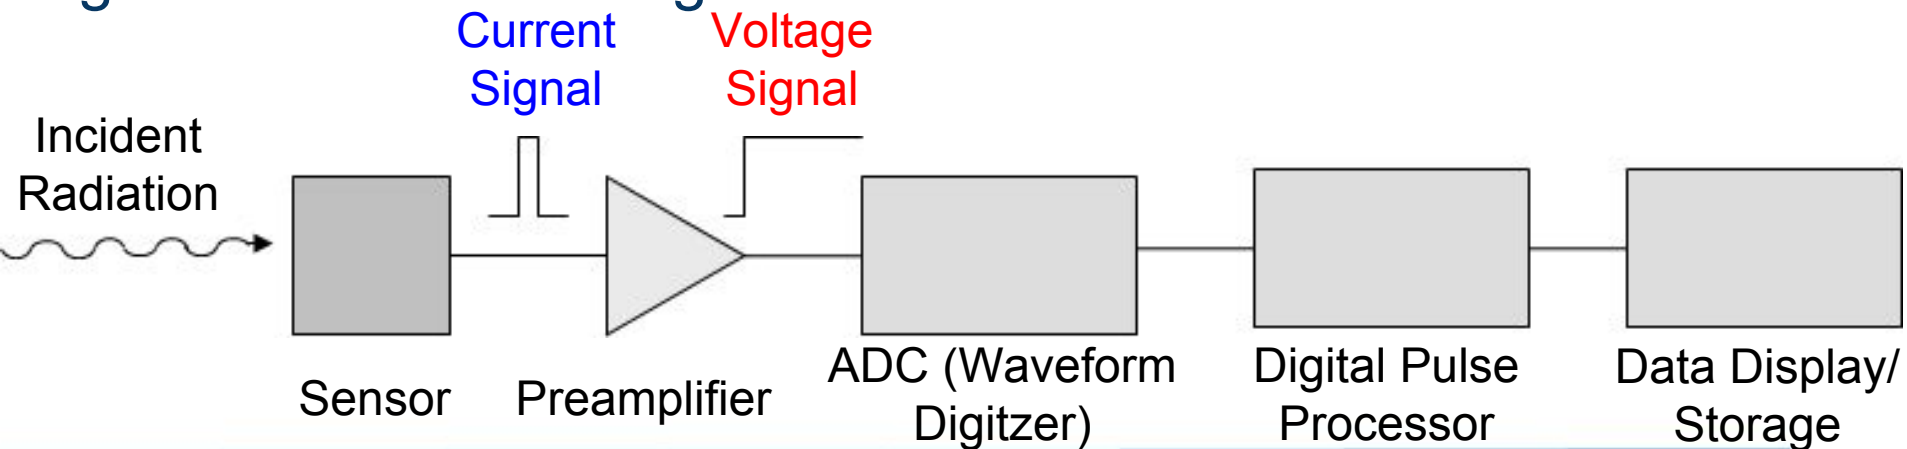 Current
Signal
Voltage
Signal
Incident
Radiation
Sensor
Preamplifier
ADC (Waveform
Digitzer)
Digital Pulse
Processor
Data Display/
Storage